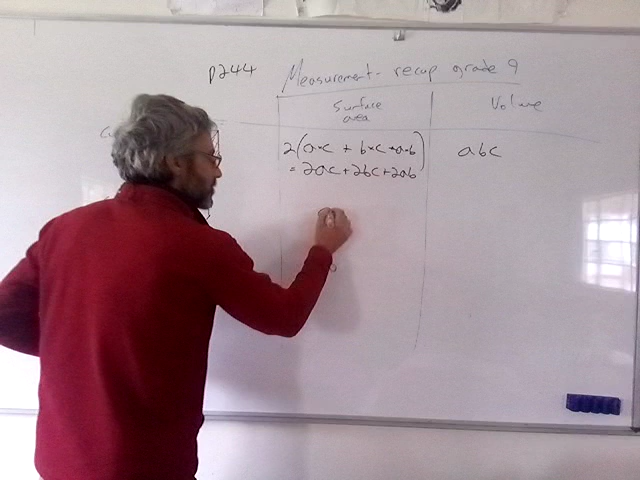 p244 Measurement - recap grade 9
Surface area
Volume
2(a×c + b×c + a×b)
= 2ac + 2bc + 2ab
abc